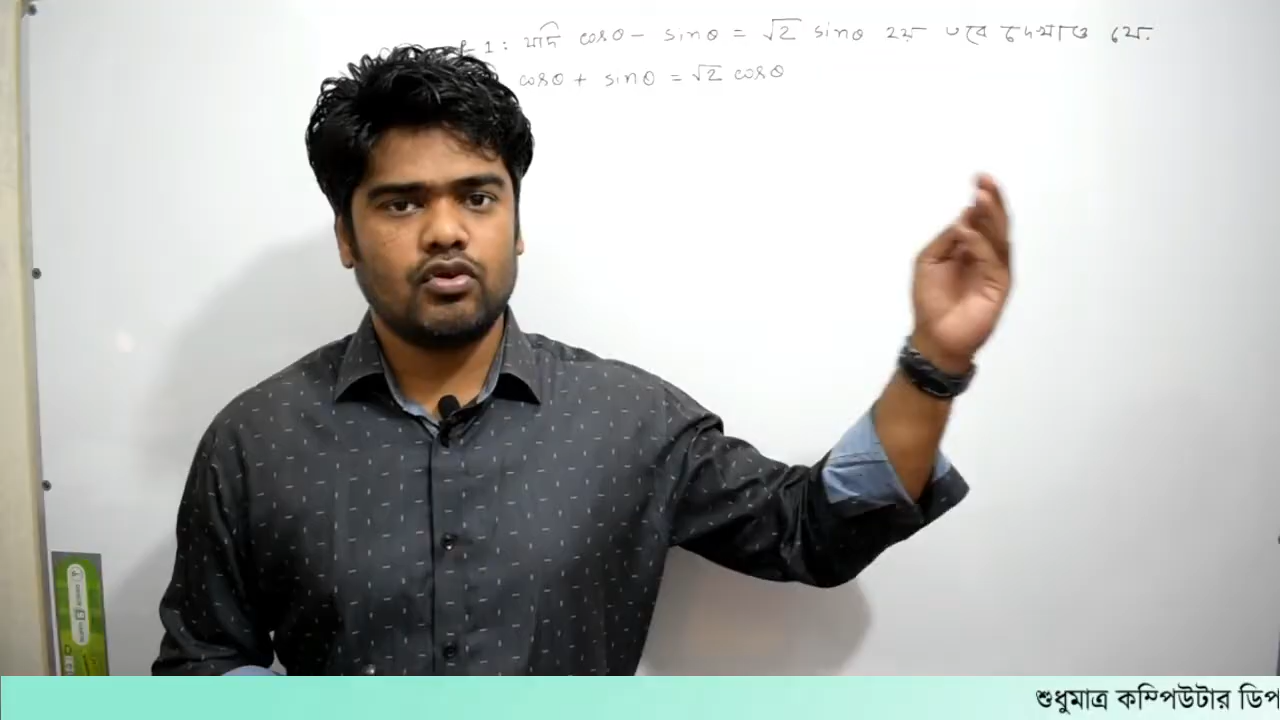 1: যদি cosθ - sinθ = √2 sinθ হয় তবে দেখাও যে.
cosθ + sinθ = √2 cosθ
শুধুমাত্র কম্পিউটার ডিপ